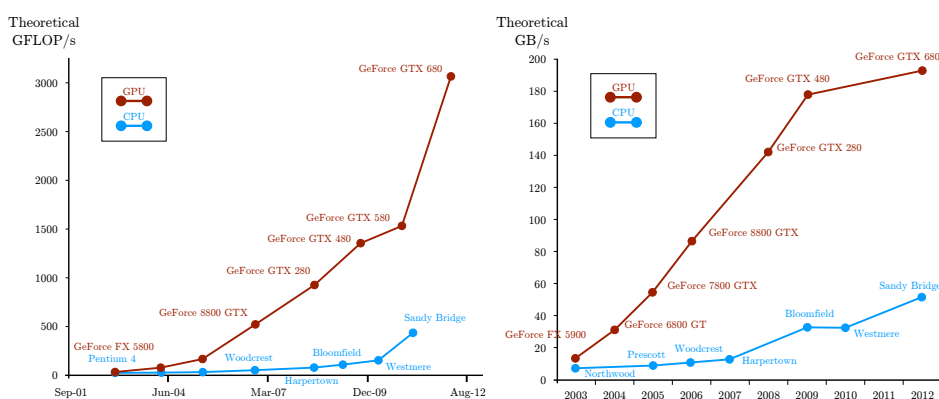 Theoretical
GFLOP/s
3000
2500
2000
1500
1000
500
0
Sep-01
Jun-04
Mar-07
Dec-09
Aug-12
GPU
CPU
GeForce GTX 680
GeForce GTX 580
GeForce GTX 480
GeForce GTX 280
GeForce 8800 GTX
GeForce FX 5800
Pentium 4
Woodcrest
Harpertown
Bloomfield
Westmere
Sandy Bridge
Theoretical
GB/s
200
180
160
140
120
100
80
60
40
20
0
2003
2004
2005
2006
2007
2008
2009
2010
2011
2012
GPU
CPU
GeForce GTX 680
GeForce GTX 480
GeForce GTX 280
GeForce 8800 GTX
GeForce 7800 GTX
GeForce 6800 GT
GeForce FX 5900
Northwood
Prescott
Woodcrest
Harpertown
Bloomfield
Westmere
Sandy Bridge